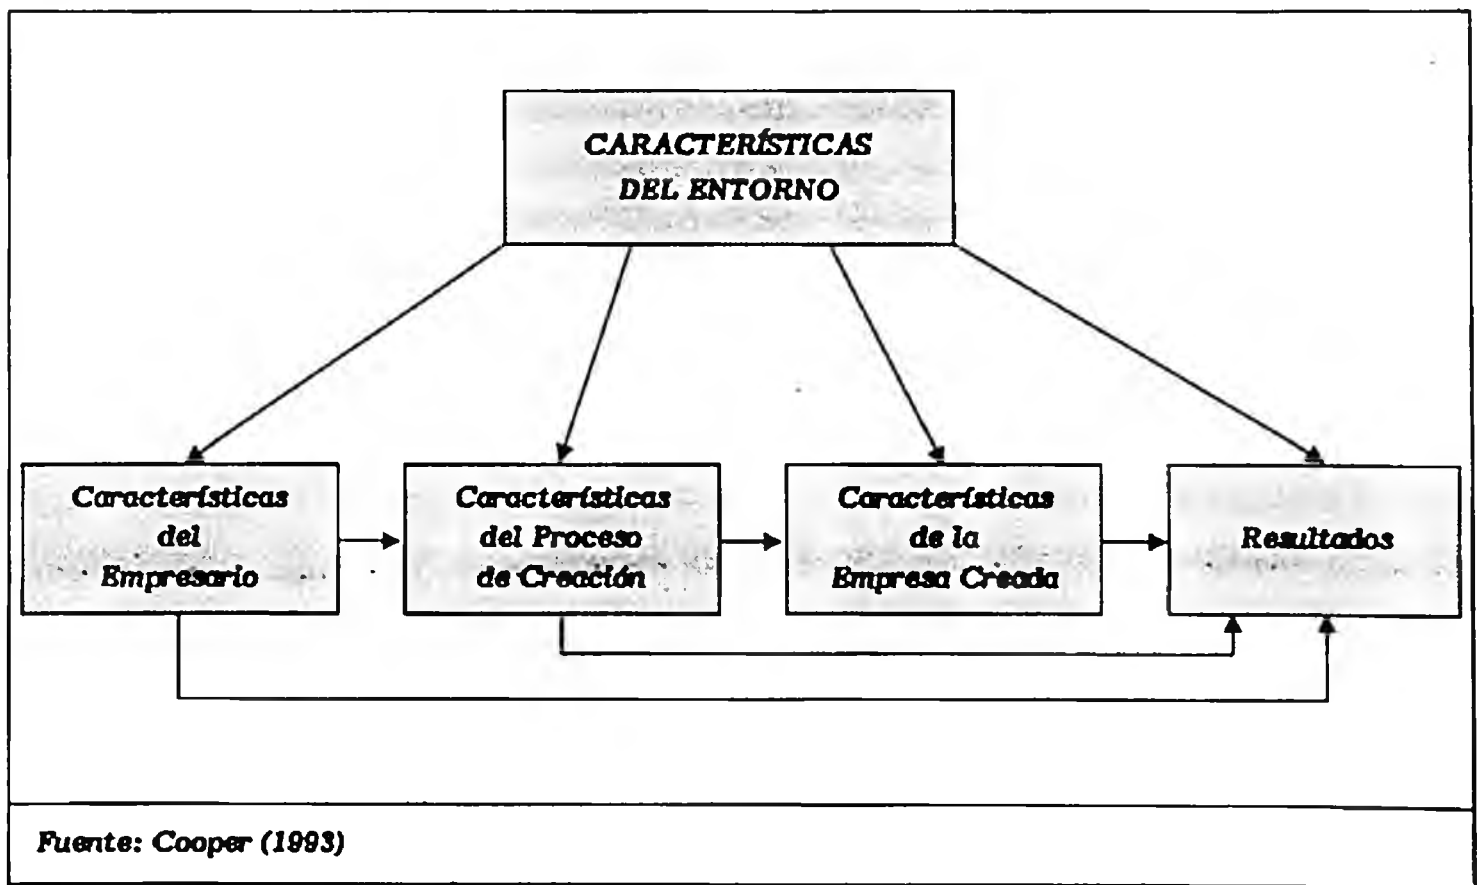 CARACTERÍSTICAS
DEL ENTORNO
Características
del
Empresario
Características
del Proceso
de Creación
Características
de la
Empresa Creada
Resultados
Fuente: Cooper (1993)